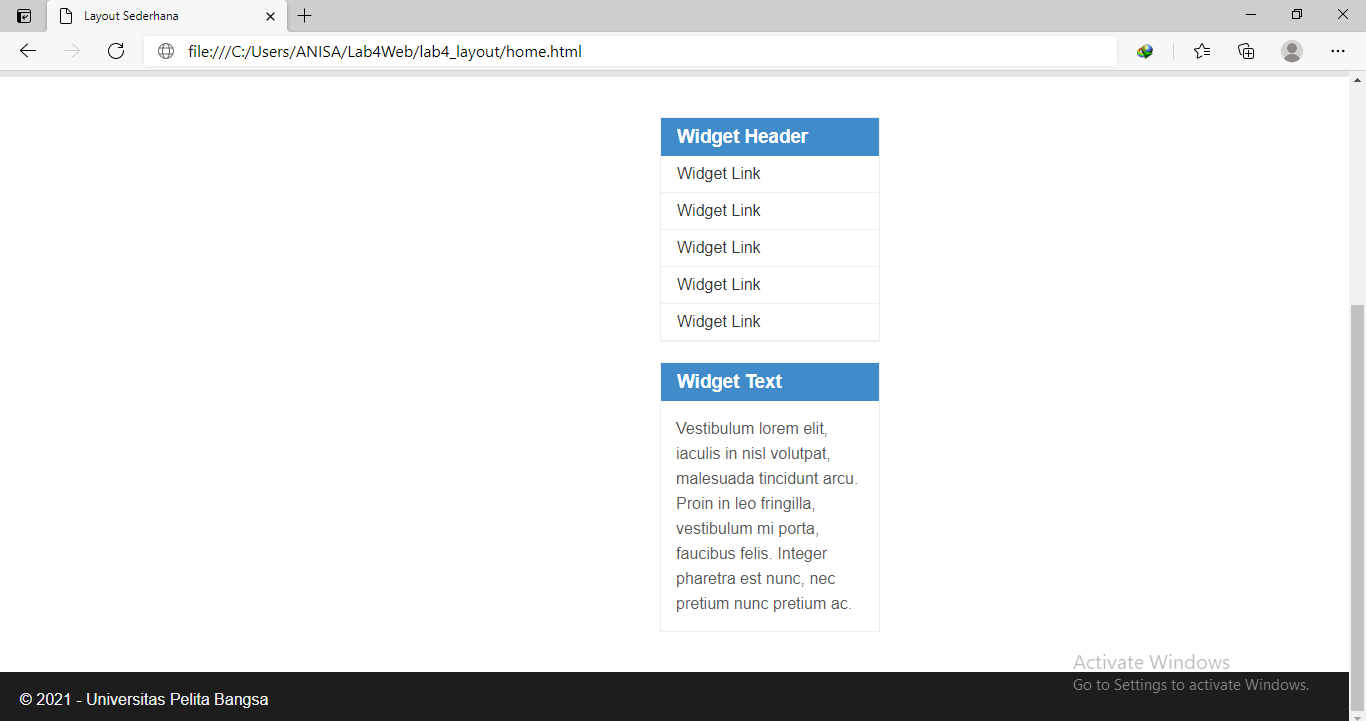 Layout Sederhana
file:///C:/Users/ANISA/Lab4Web/lab4_layout/home.html
Widget Header
Widget Link
Widget Link
Widget Link
Widget Link
Widget Link
Widget Text
Vestibulum lorem elit,
iaculis in nisl volutpat,
malesuada tincidunt arcu.
Proin in leo fringilla,
vestibulum mi porta,
faucibus felis. Integer
pharetra est nunc, nec
pretium nunc pretium ac.
Activate Windows
Go to Settings to activate Windows.
© 2021 - Universitas Pelita Bangsa